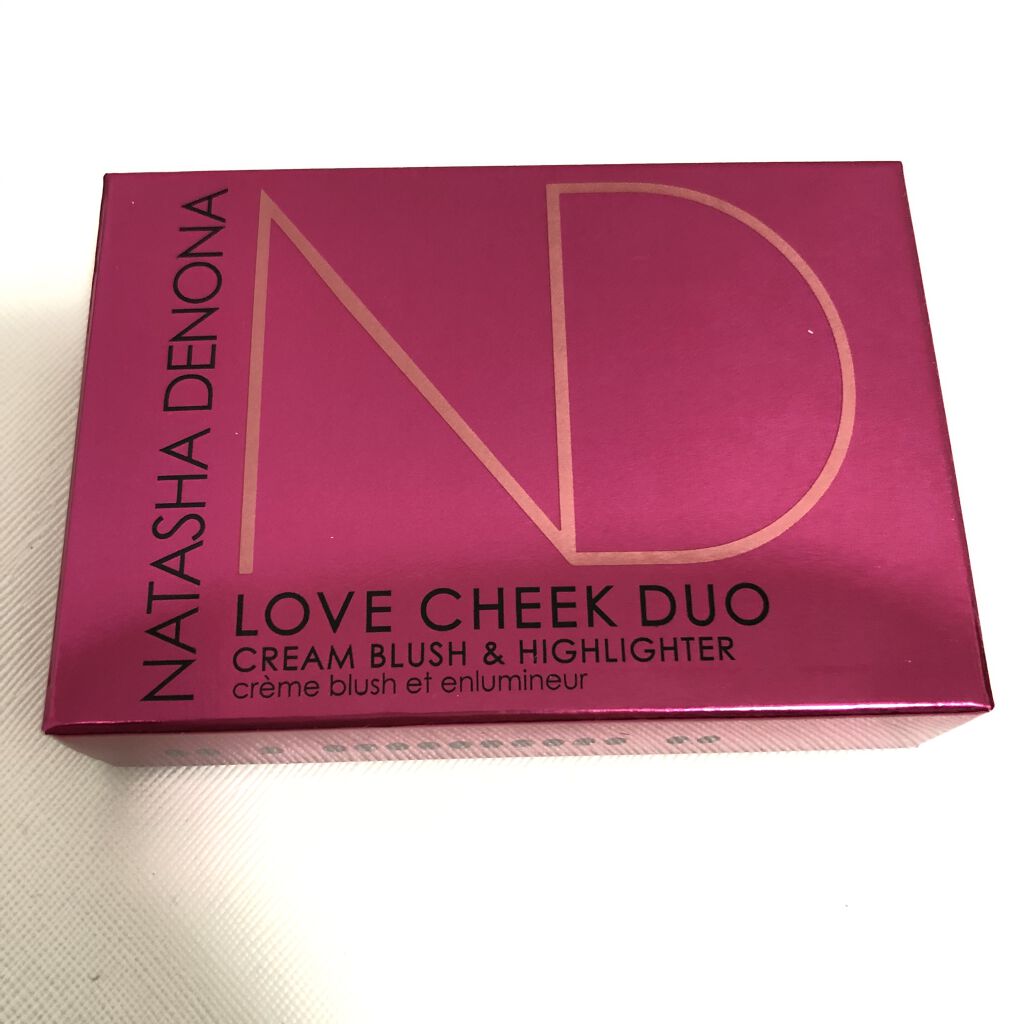 NATASHA DENONA
ND
LOVE CHEEK DUO
CREAM BLUSH & HIGHLIGHTER
crème blush et enlumineur